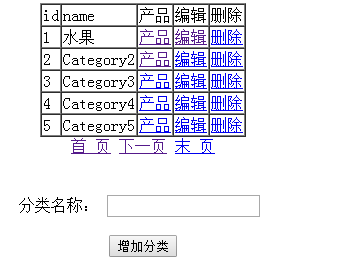 id name 产品 编辑 删除
1 水果 产品 编辑 删除
2 Category2 产品 编辑 删除
3 Category3 产品 编辑 删除
4 Category4 产品 编辑 删除
5 Category5 产品 编辑 删除
首 页 下一页 末 页
分类名称：
增加分类